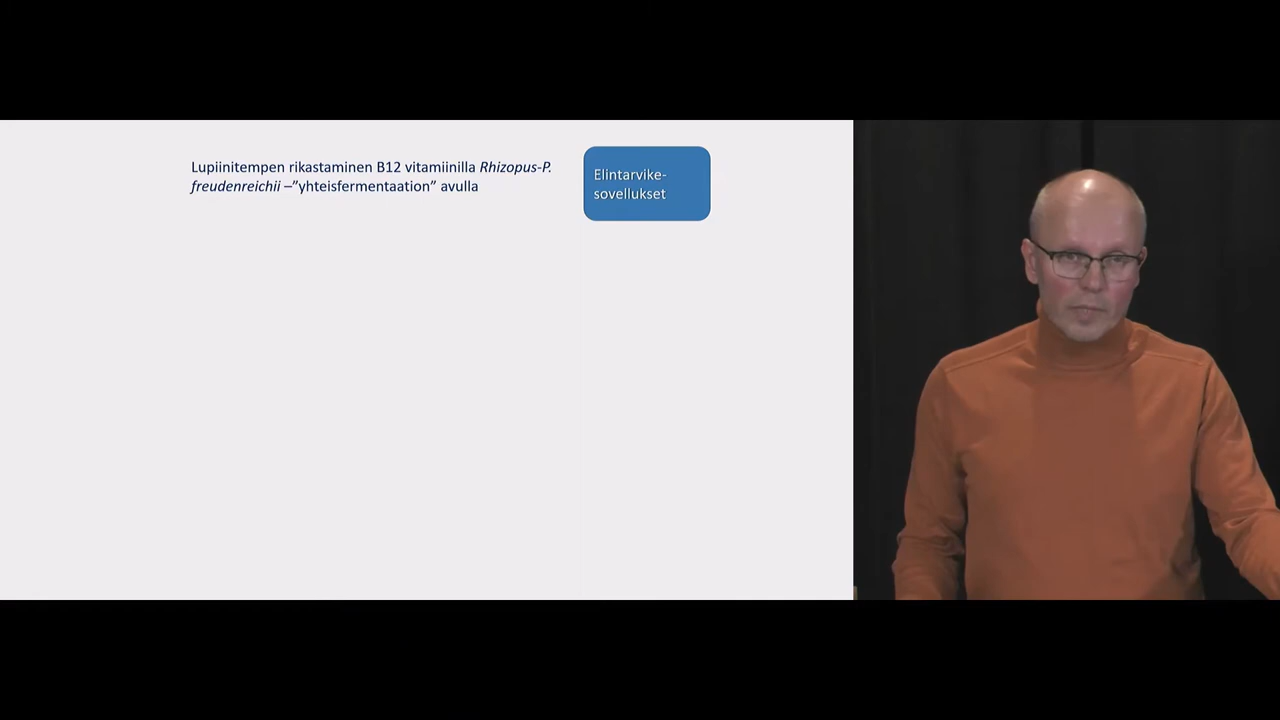 Lupiinitempen rikastaminen B12 vitamiinilla Rhizopus-P.
freudenreichii –”yhteisfermentaation” avulla
Elintarvike-
sovellukset